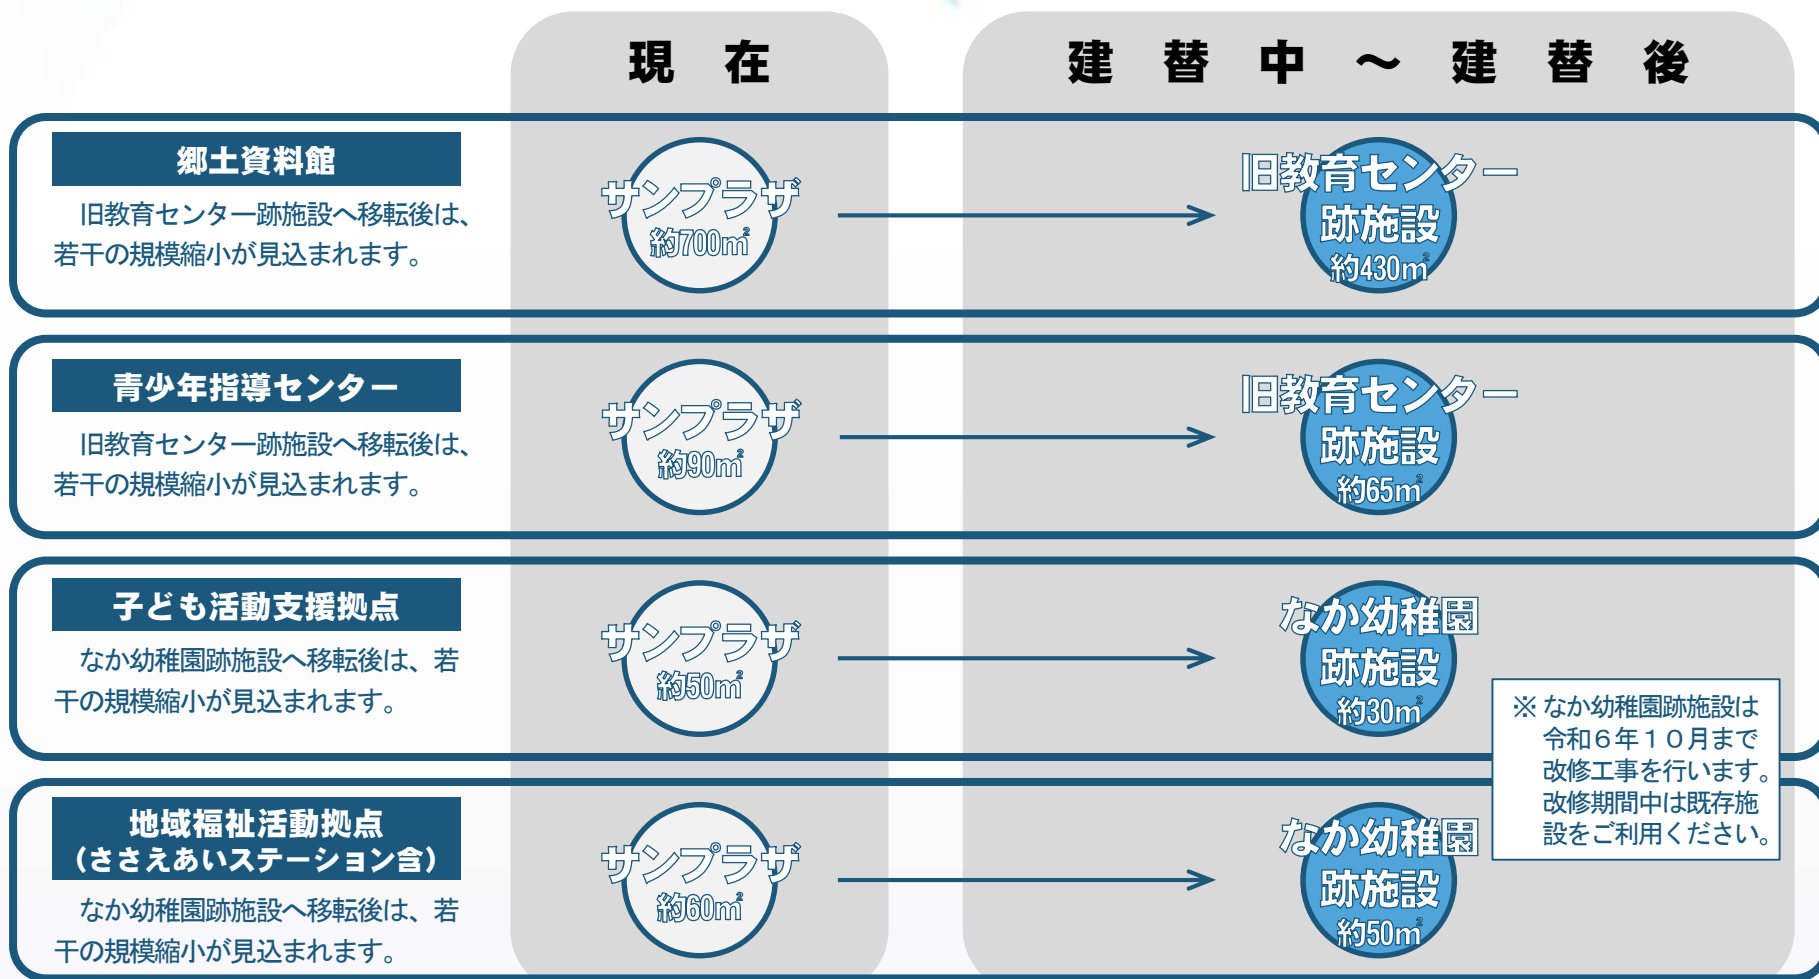 現在
建替中～建替後
郷土資料館
旧教育センター跡施設へ移転後は、
若干の規模縮小が見込まれます。
サンプラザ
約700㎡
旧教育センター
跡施設
約430㎡
青少年指導センター
旧教育センター跡施設へ移転後は、
若干の規模縮小が見込まれます。
サンプラザ
約90㎡
旧教育センター
跡施設
約65㎡
子ども活動支援拠点
なか幼稚園跡施設へ移転後は、若
干の規模縮小が見込まれます。
サンプラザ
約50㎡
なか幼稚園
跡施設
約30㎡
※なか幼稚園跡施設は
令和６年１０月まで
改修工事を行います。
改修期間中は既存施
設をご利用ください。
地域福祉活動拠点
（ささえあいステーション含）
なか幼稚園跡施設へ移転後は、若
干の規模縮小が見込まれます。
サンプラザ
約60㎡
なか幼稚園
跡施設
約50㎡